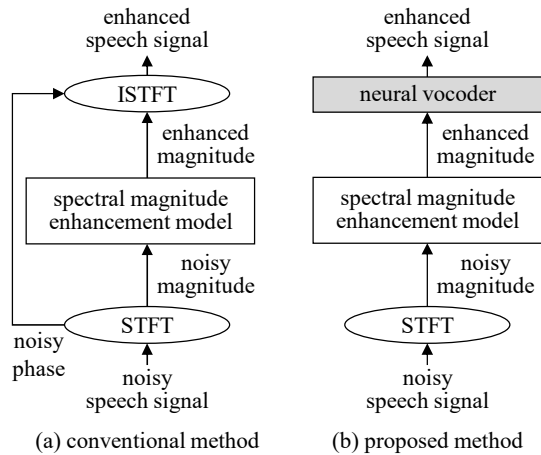 enhanced
speech signal
ISTFT
enhanced
magnitude
spectral magnitude
enhancement model
noisy
magnitude
STFT
noisy
phase
noisy
speech signal
(a) conventional method
enhanced
speech signal
neural vocoder
enhanced
magnitude
spectral magnitude
enhancement model
noisy
magnitude
STFT
noisy
speech signal
(b) proposed method